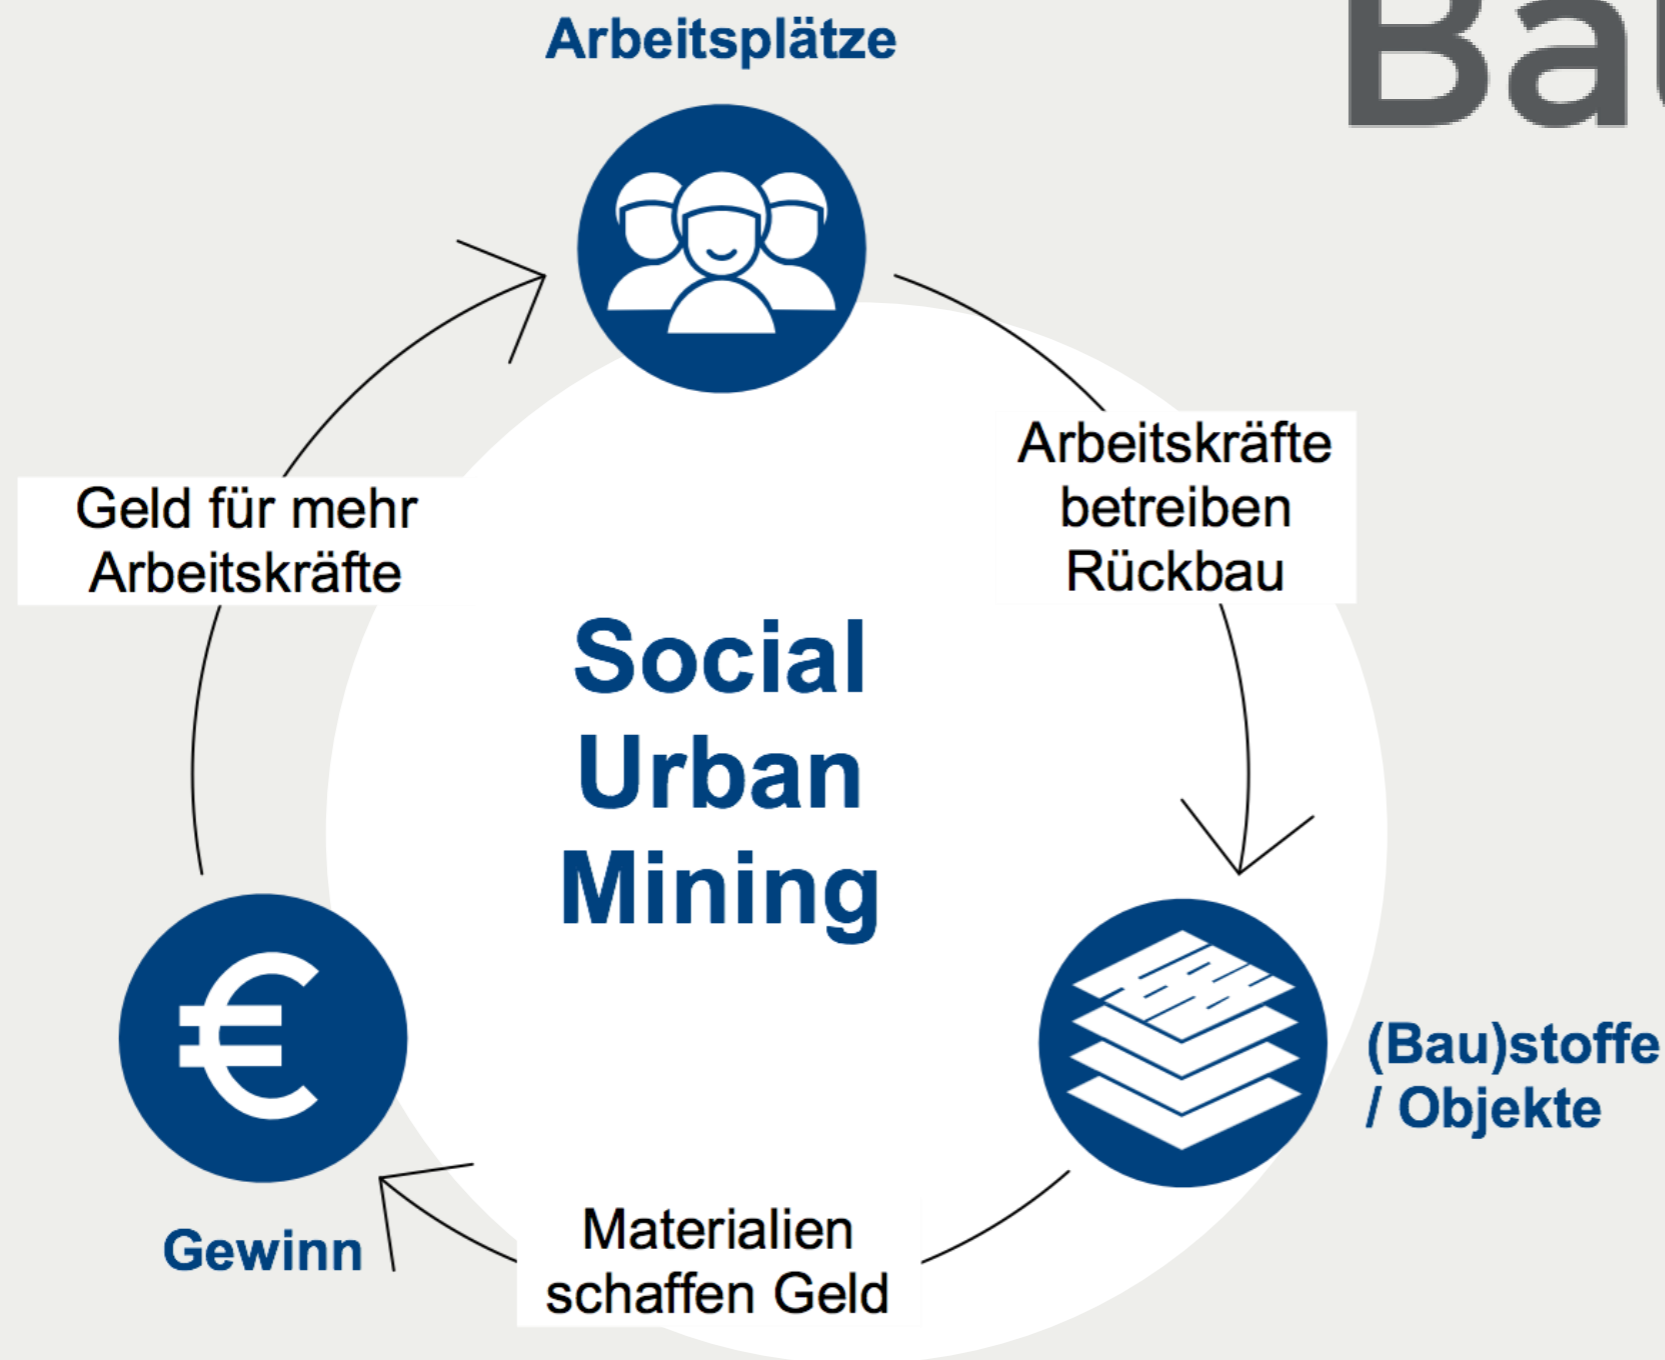 Arbeitsplätze
Arbeitskräfte
betreiben
Rückbau
Geld für mehr
Arbeitskräfte
Social
Urban
Mining
€
(Bau)stoffe
/ Objekte
Materialien
schaffen Geld
Gewinn